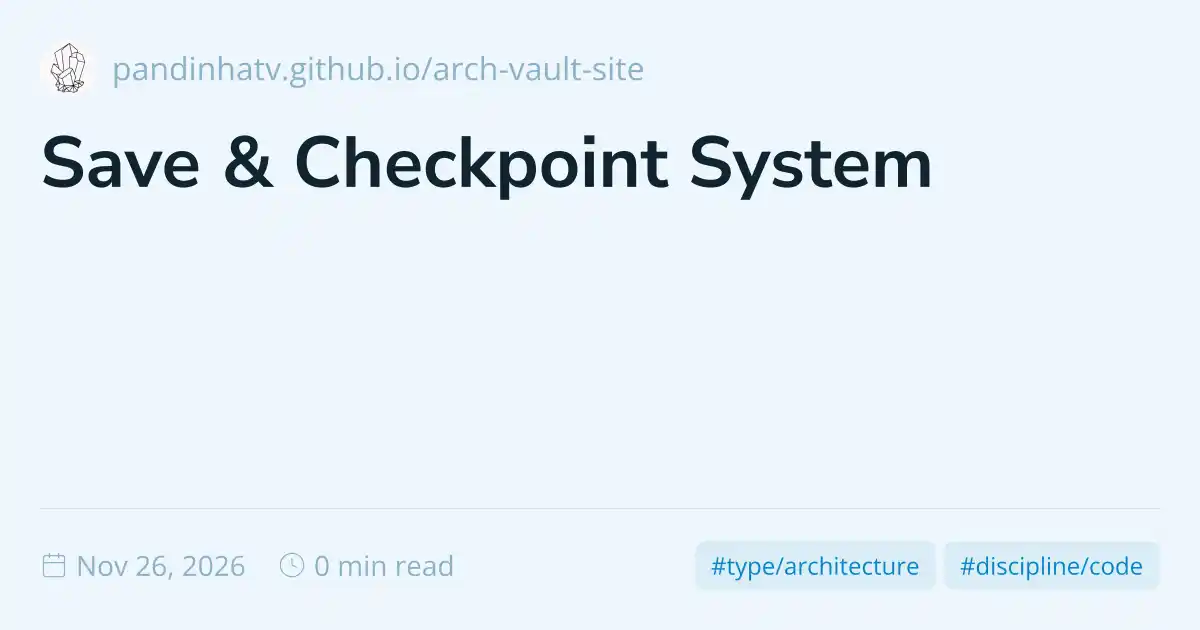 pandinhatv.github.io/arch-vault-site
Save & Checkpoint System
Nov 26, 2026 0 min read #type/architecture #discipline/code